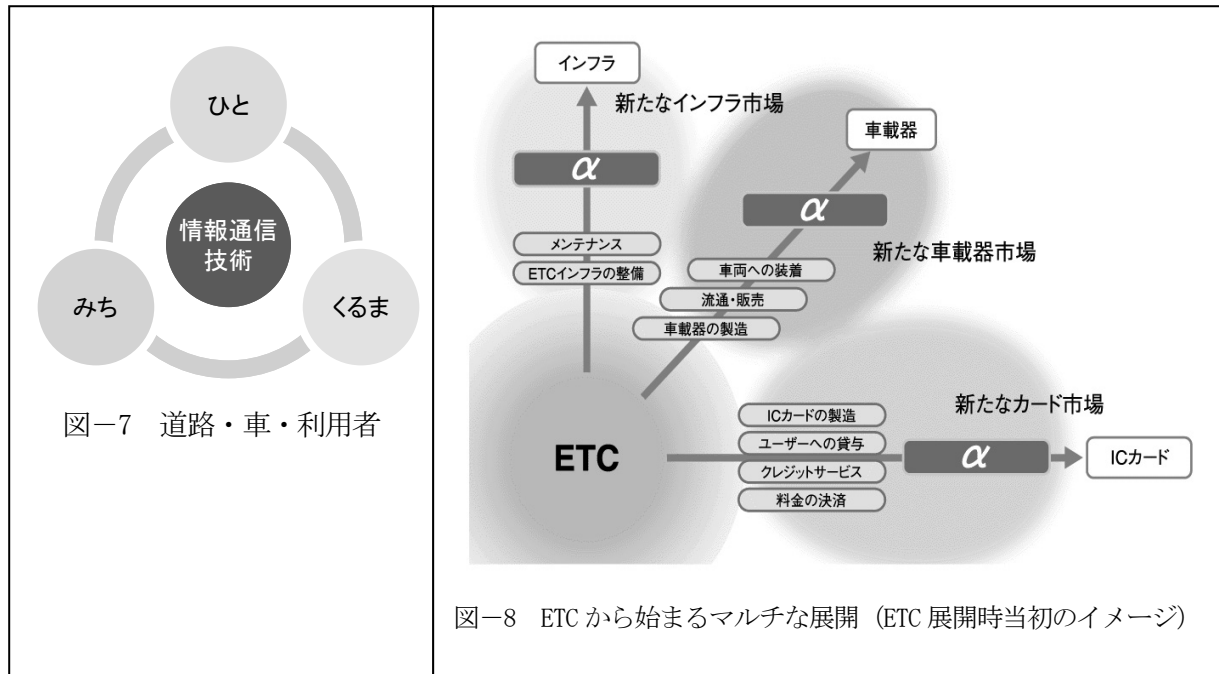 ひと
情報通信
技術
みち
くるま
図－7　道路・車・利用者
インフラ
新たなインフラ市場
α
メンテナンス
ETCインフラの整備
車載器
α
新たな車載器市場
車両への装着
流通・販売
車載器の製造
ETC
新たなカード市場
ICカードの製造
ユーザーへの貸与
クレジットサービス
料金の決済
α
ICカード
図－8　ETC から始まるマルチな展開（ETC 展開時当初のイメージ）